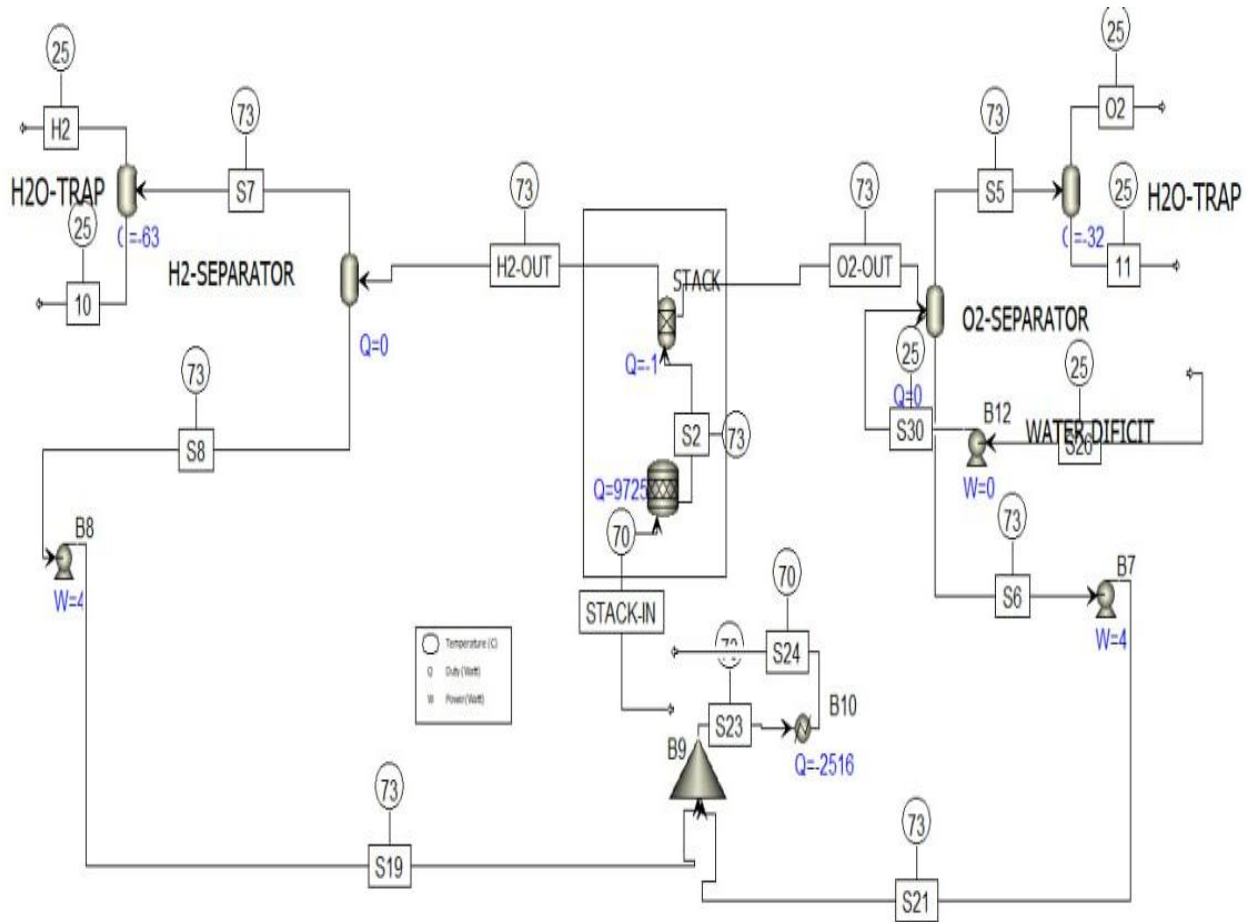 25
H2
73
S7
H2O-TRAP
25
10
H2-SEPARATOR
Q=0
73
H2-OUT
STACK
Q=-1
73
O2-OUT
73
S5
25
O2
25
11
H2O-TRAP
O2-SEPARATOR
25
Q=0
S30
B12
W=0
25
WATER DIFICIT
73
S8
S2
73
Q=9725
70
STACK-IN
B8
W=4
73
S6
B7
W=4
70
S24
S23
B10
Q=-2516
B9
Temperature (C)
Q Duty (Watt)
W Power (Watt)
73
S19
73
S21